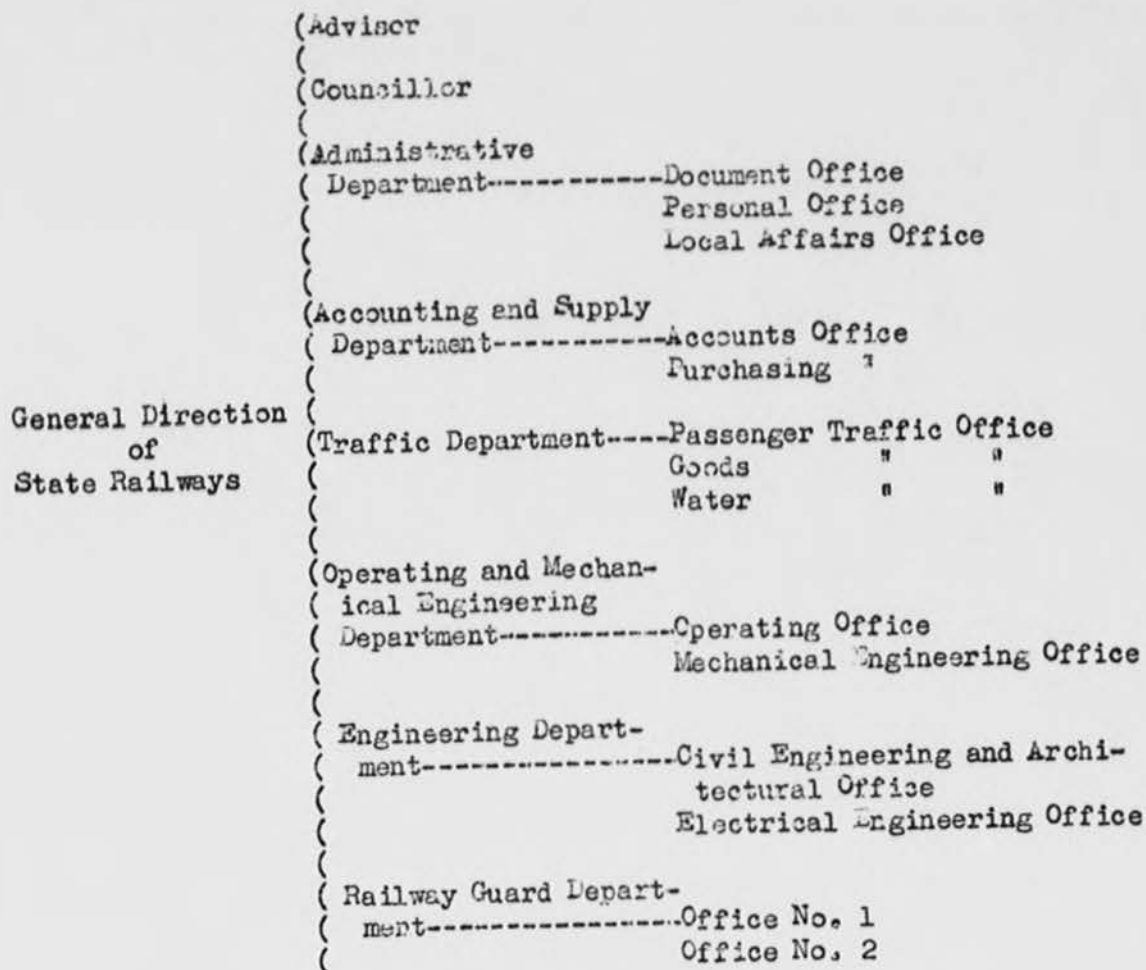 (Advisor
(
(Councillor
(
(Administrative
( Department-----------Document Office
( Personal Office
( Local Affairs Office
(
(Accounting and Supply
( Department-----------Accounts Office
( Purchasing "
(
General Direction (
of (Traffic Department----Passenger Traffic Office
State Railways ( Goods " "
( Water " "
(
(
(Operating and Mechan-
( ical Engineering
( Department-----------Operating Office
( Mechanical Engineering Office
(
(
( Engineering Depart-
( ment----------------Civil Engineering and Archi-
( tectural Office
( Electrical Engineering Office
(
( Railway Guard Depart-
( ment----------------Office No. 1
( Office No. 2